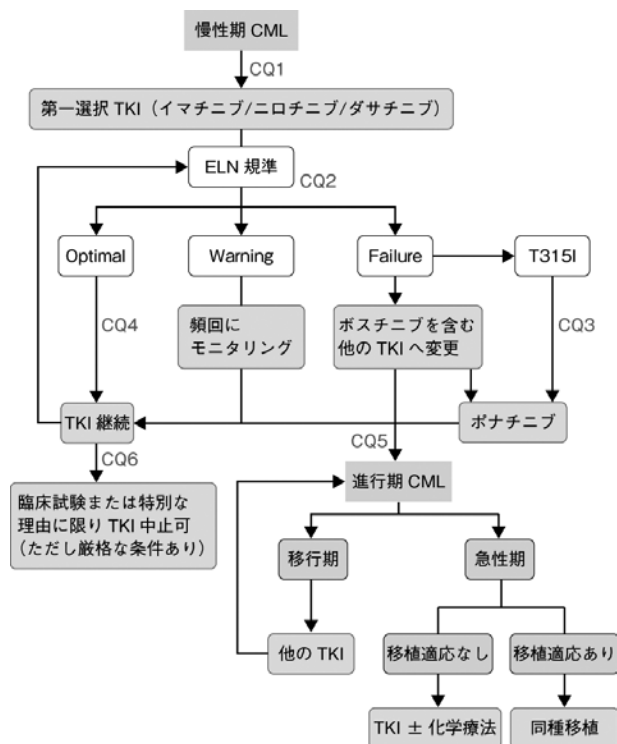 慢性期 CML
CQ1
第一選択 TKI(イマチニブ/ニロチニブ/ダサチニブ)
ELN 規準
CQ2
Optimal
Warning
Failure
T315I
CQ4
頻回に
モニタリング
ボスチニブを含む
他の TKI へ変更
CQ3
TKI 継続
ポナチニブ
CQ6
CQ5
臨床試験または特別な
理由に限り TKI 中止可
(ただし厳格な条件あり)
進行期 CML
移行期
急性期
他の TKI
移植適応なし
移植適応あり
TKI ± 化学療法
同種移植